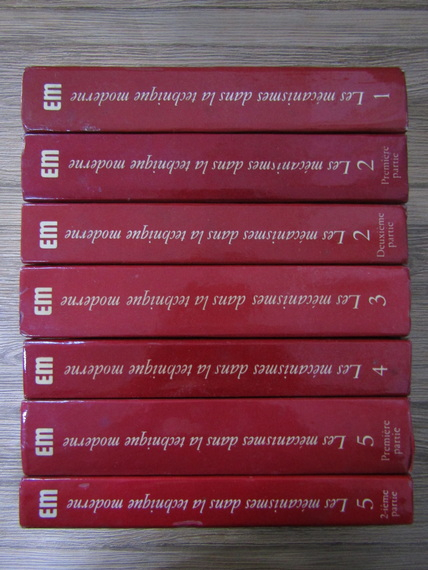 Les mécanismes dans la technique moderne
1
EM
Les mécanismes dans la technique moderne
2
Première
partie
EM
Les mécanismes dans la technique moderne
2
Deuxième
partie
EM
Les mécanismes dans la technique moderne
3
EM
Les mécanismes dans la technique moderne
4
EM
Les mécanismes dans la technique moderne
5
Première
partie
EM
Les mécanismes dans la technique moderne
5
2-ième
partie
EM